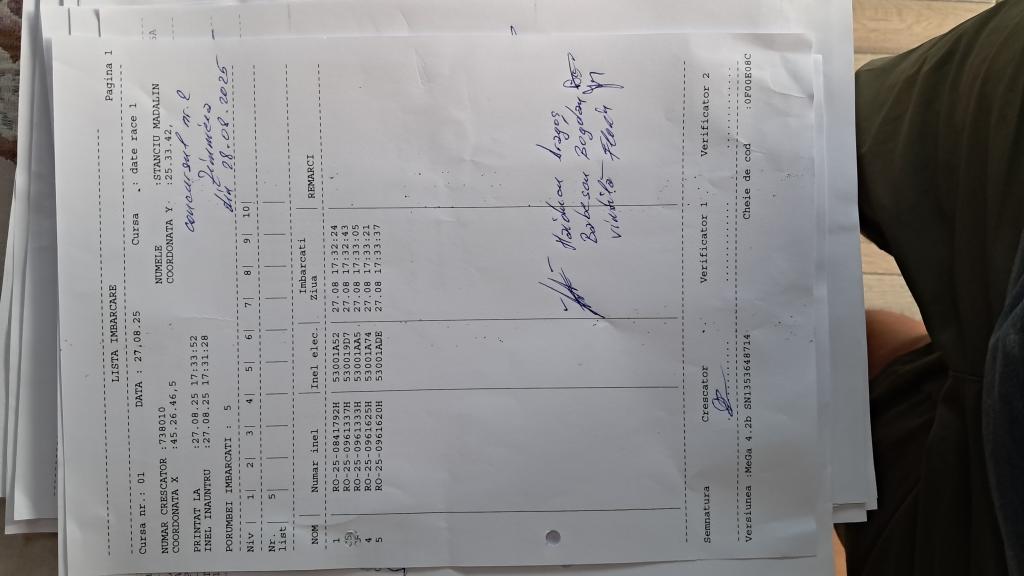 LISTA IMBARCARE Pagina 1
Cursa nr.: 01 DATA : 27,08.25 Cursa .: date race 1
NUMAR CRESCATOR :738010 NUMELE :STANCIU MADALIN
COORDONATA X :45.26.46,5 COORDONATA Y. :25.33.42,
concursul nr. 2
PRINTAT LA :27.08.25 17:33:52
INEL INAUNTRU :27.08.25 17:31:28
din 28.08.2025
PORUMBEI IMBARCATI : 5
Niv | 1| 2| 3| 4| 5| 6| 7| 8| 9| 10|
Nr. list | 5|
NOM | Numar inel |Inel elec.| Imbarcati Ziua | REMARCI
1 RO-25-0841792H 53001A52 27.08 17:32:24
RO-25-0961337H 530019D7 27.08 17:32:43
RO-25-0961333H 53001AA5 27.08 17:33:05
4 RO-25-0961625H 53001A74 27.08 17:33:21
5 RO-25-0961620H 53001ADE 27.08 17:33:37
Haiduon Dragoș
Bogdan
Florin
Semnatura Crescator Verificator 1 Verificator 2
Versiunea :MeGa 4.2b SN1353648714 Cheie de cod :0F00E08C